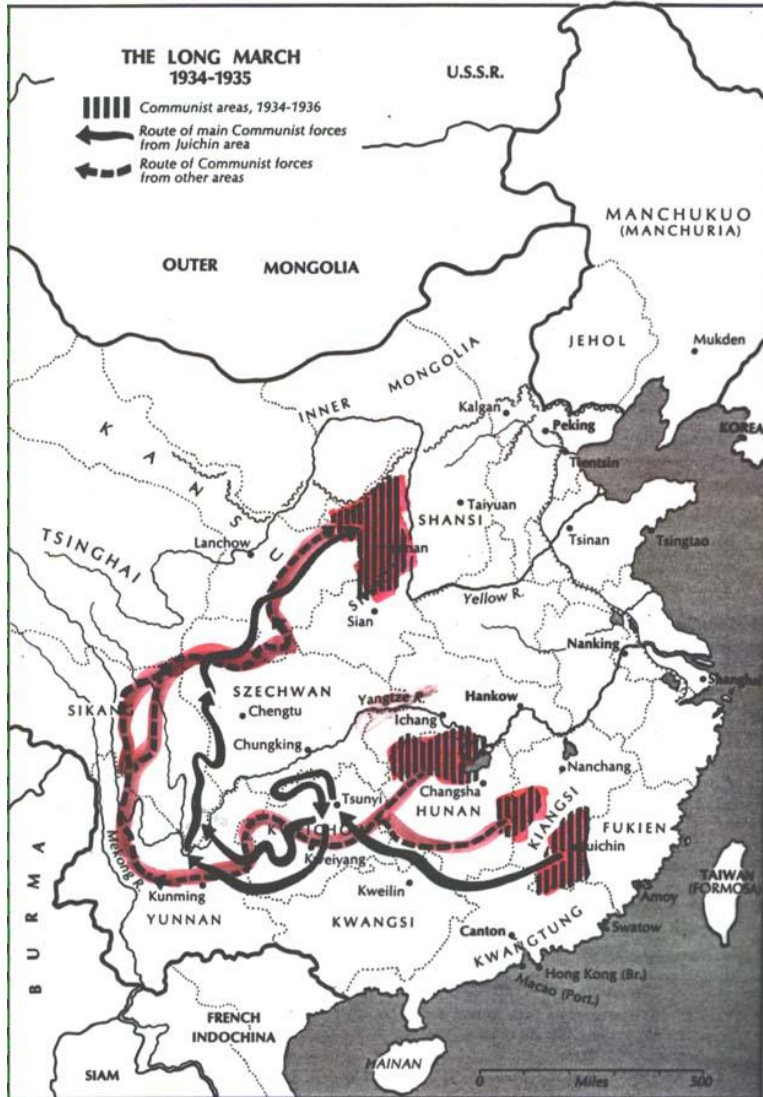 THE LONG MARCH
1934-1935
Communist areas, 1934-1936
Route of main Communist forces
from Juichin area
Route of Communist forces
from other areas
U.S.S.R.
MANCHUKUO
(MANCHURIA)
OUTER MONGOLIA
JEHOL
Mukden
INNER MONGOLIA
Kalgan
Peking
KOREA
Tientsin
KANSU
Taiyuan
SHANSI
Tsinan
Tsingtao
Lanchow
TSINGHAI
Yellow R.
Sian
Nanking
Shanghai
SZECHWAN
SIKANG
Chengtu
Yangtze R.
Hankow
Ichang
Chungking
Nanchang
Changsha
HUNAN
Tsunyi
KIANGSI
FUKIEN
Kweiyang
Mekong R.
Kweilin
TAIWAN
(FORMOSA)
Kunming
YUNNAN
KWANGSI
Amoy
Swatow
Canton
KWANGTUNG
Hong Kong (Br.)
Macao (Port.)
BURMA
FRENCH
INDOCHINA
HAINAN
SIAM
0 Miles 500